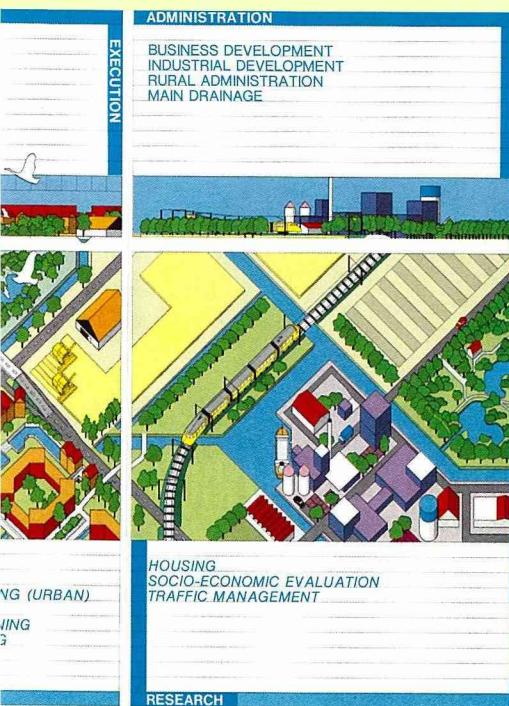 EXECUTION
NG (URBAN)
NING
G
ADMINISTRATION
BUSINESS DEVELOPMENT
INDUSTRIAL DEVELOPMENT
RURAL ADMINISTRATION
MAIN DRAINAGE
HOUSING
SOCIO-ECONOMIC EVALUATION
TRAFFIC MANAGEMENT
RESEARCH